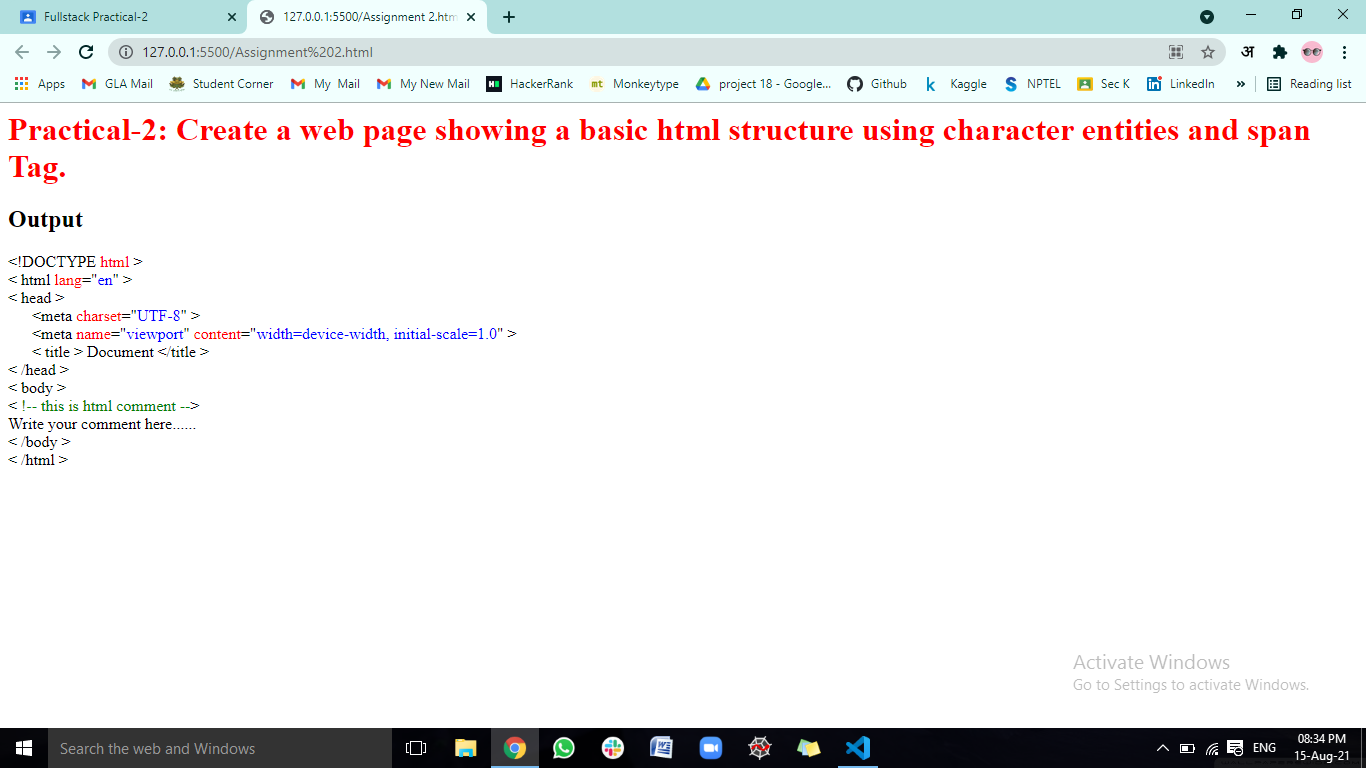 Fullstack Practical-2
127.0.0.1:5500/Assignment 2.htm
127.0.0.1:5500/Assignment%202.html
अ
Apps GLA Mail Student Corner My Mail My New Mail HackerRank mt Monkeytype project 18 - Google... Github k Kaggle NPTEL Sec K LinkedIn » Reading list
Practical-2: Create a web page showing a basic html structure using character entities and span
Tag.
Output
<!DOCTYPE html >
< html lang="en" >
< head >
<meta charset="UTF-8" >
<meta name="viewport" content="width=device-width, initial-scale=1.0" >
< title > Document </title >
< /head >
< body >
< !-- this is html comment -->
Write your comment here......
< /body >
< /html >
Activate Windows
Go to Settings to activate Windows.
Search the web and Windows
ENG
08:34 PM
15-Aug-21